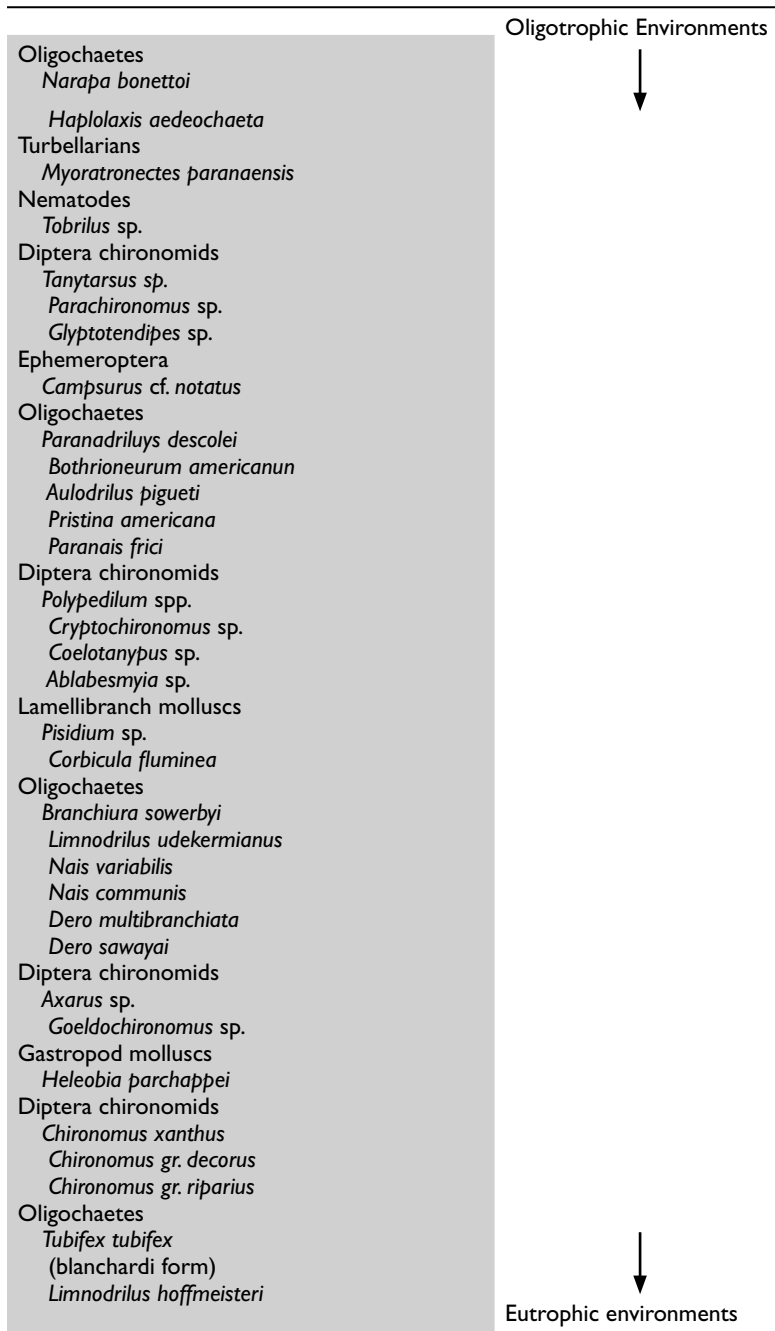 Oligotrophic Environments
Oligochaetes
Narapa bonettoi
Haplolaxis aedeochaeta
Turbellarians
Myoratronectes paranaensis
Nematodes
Tobrilus sp.
Diptera chironomids
Tanytarsus sp.
Parachironomus sp.
Glyptotendipes sp.
Ephemeroptera
Campsurus cf. notatus
Oligochaetes
Paranadriluys descolei
Bothrioneurum americanun
Aulodrilus pigueti
Pristina americana
Paranais frici
Diptera chironomids
Polypedilum spp.
Cryptochironomus sp.
Coelotanypus sp.
Ablabesmyia sp.
Lamellibranch molluscs
Pisidium sp.
Corbicula fluminea
Oligochaetes
Branchiura sowerbyi
Limnodrilus udekermianus
Nais variabilis
Nais communis
Dero multibranchiata
Dero sawayai
Diptera chironomids
Axarus sp.
Goeldochironomus sp.
Gastropod molluscs
Heleobia parchappei
Diptera chironomids
Chironomus xanthus
Chironomus gr. decorus
Chironomus gr. riparius
Oligochaetes
Tubifex tubifex
(blanchardi form)
Limnodrilus hoffmeisteri
Eutrophic environments